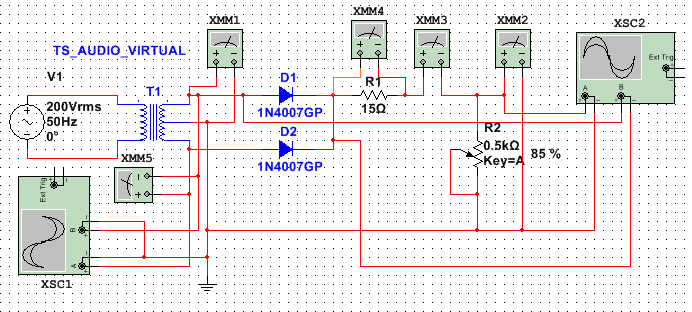 XMM1
XMM4
XMM3
XMM2
XSC2
TS_AUDIO_VIRTUAL
V1
T1
D1
R1
Ext Trig
200Vrms
50Hz
0°
1N4007GP
15Ω
A
B
D2
R2
0.5kΩ
Key=A
85 %
1N4007GP
XMM5
Ext Trig
B
A
XSC1